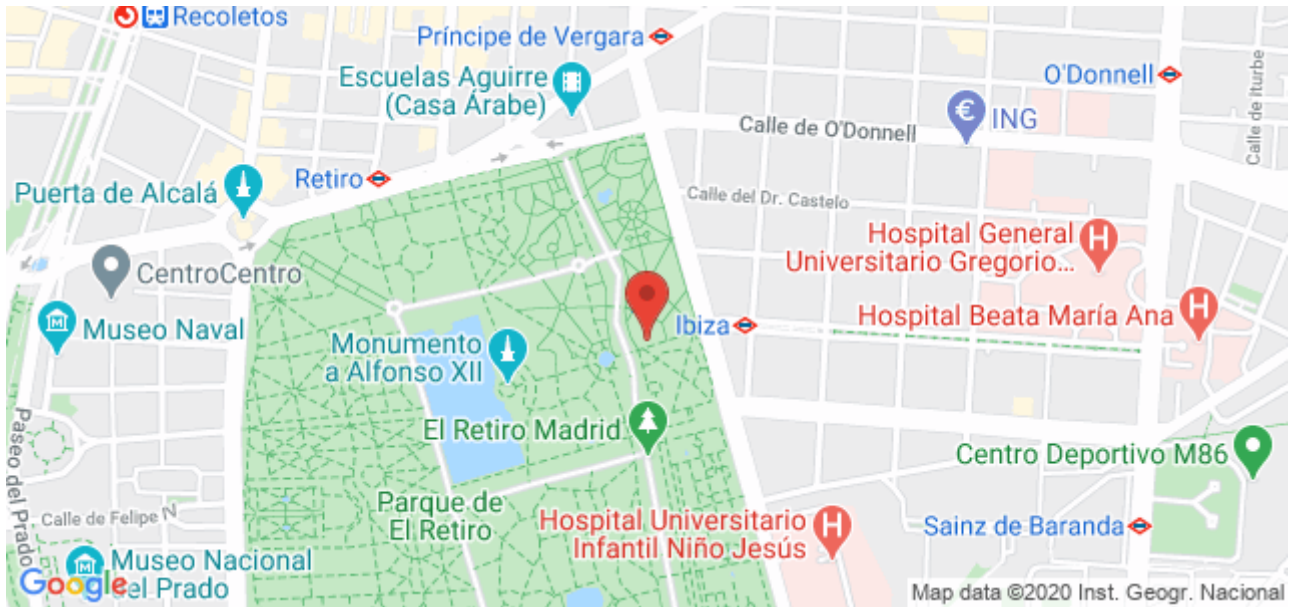 Recoletos
Príncipe de Vergara
Escuelas Aguirre
(Casa Árabe)
O'Donnell
Calle de Iturbe
ING
Calle de O'Donnell
Retiro
Puerta de Alcalá
Calle del Dr. Castelo
Hospital General
Universitario Gregorio...
CentroCentro
Museo Naval
Ibiza
Hospital Beata María Ana
Monumento
a Alfonso XII
El Retiro Madrid
Paseo del Prado
Centro Deportivo M86
Parque de
El Retiro
Calle de Felipe N
Hospital Universitario
Infantil Niño Jesús
Sainz de Baranda
Museo Nacional
del Prado
Google
Map data ©2020 Inst. Geogr. Nacional